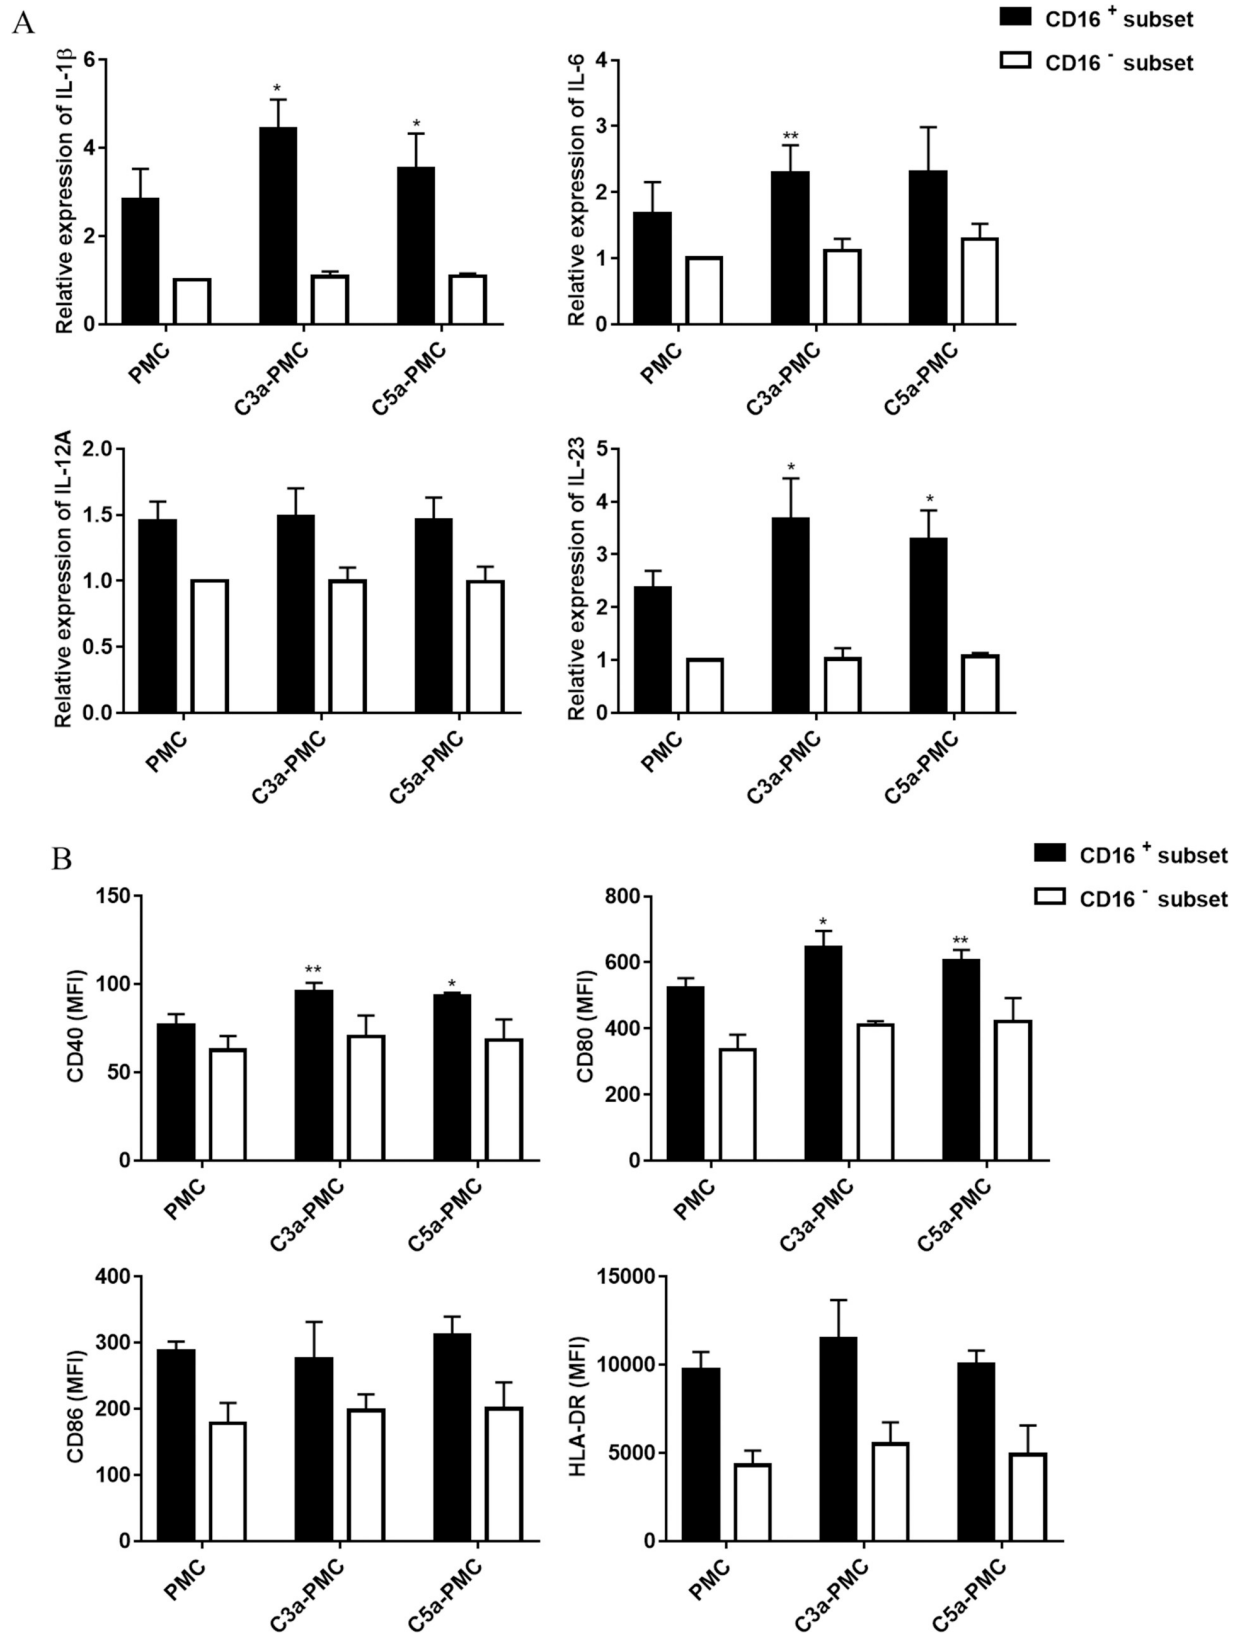 A
CD16 + subset
CD16 - subset
Relative expression of IL-1β
6
4
2
0
*
*
PMC
C3a-PMC
C5a-PMC
Relative expression of IL-6
4
3
2
1
0
**
PMC
C3a-PMC
C5a-PMC
Relative expression of IL-12A
2.0
1.5
1.0
0.5
0.0
PMC
C3a-PMC
C5a-PMC
Relative expression of IL-23
5
4
3
2
1
0
*
*
PMC
C3a-PMC
C5a-PMC
B
CD16 + subset
CD16 - subset
CD40 (MFI)
150
100
50
0
**
*
PMC
C3a-PMC
C5a-PMC
CD80 (MFI)
800
600
400
200
0
*
**
PMC
C3a-PMC
C5a-PMC
CD86 (MFI)
400
300
200
100
0
PMC
C3a-PMC
C5a-PMC
HLA-DR (MFI)
15000
10000
5000
0
PMC
C3a-PMC
C5a-PMC